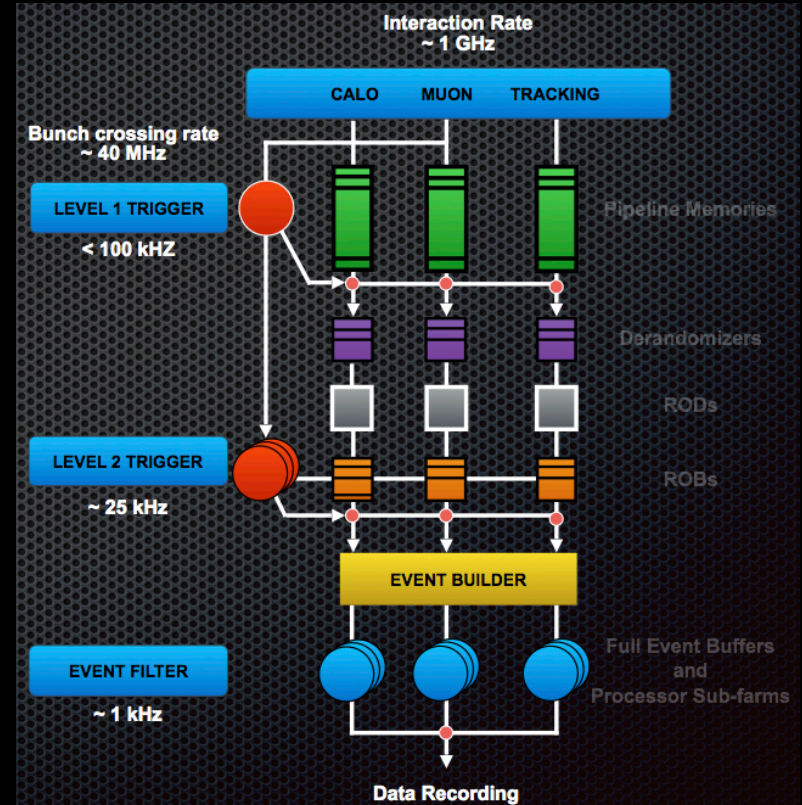 Interaction Rate
~ 1 GHz
CALO MUON TRACKING
Bunch crossing rate
~ 40 MHz
LEVEL 1 TRIGGER
< 100 kHZ
Pipeline Memories
Derandomizers
RODs
LEVEL 2 TRIGGER
~ 25 kHz
ROBs
EVENT BUILDER
EVENT FILTER
~ 1 kHz
Full Event Buffers
and
Processor Sub-farms
Data Recording